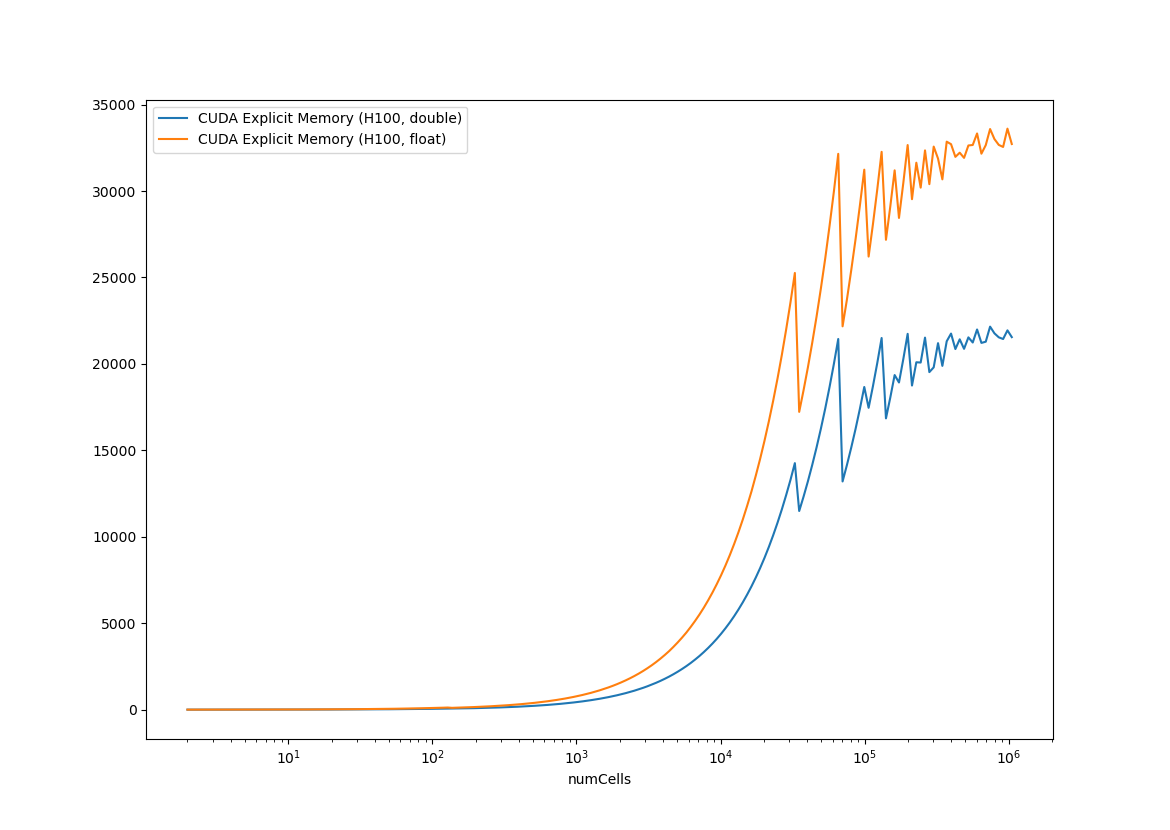 35000
CUDA Explicit Memory (H100, double)
CUDA Explicit Memory (H100, float)
30000
25000
20000
15000
10000
5000
0
10¹ 10² 10³ 10⁴ 10⁵ 10⁶
numCells